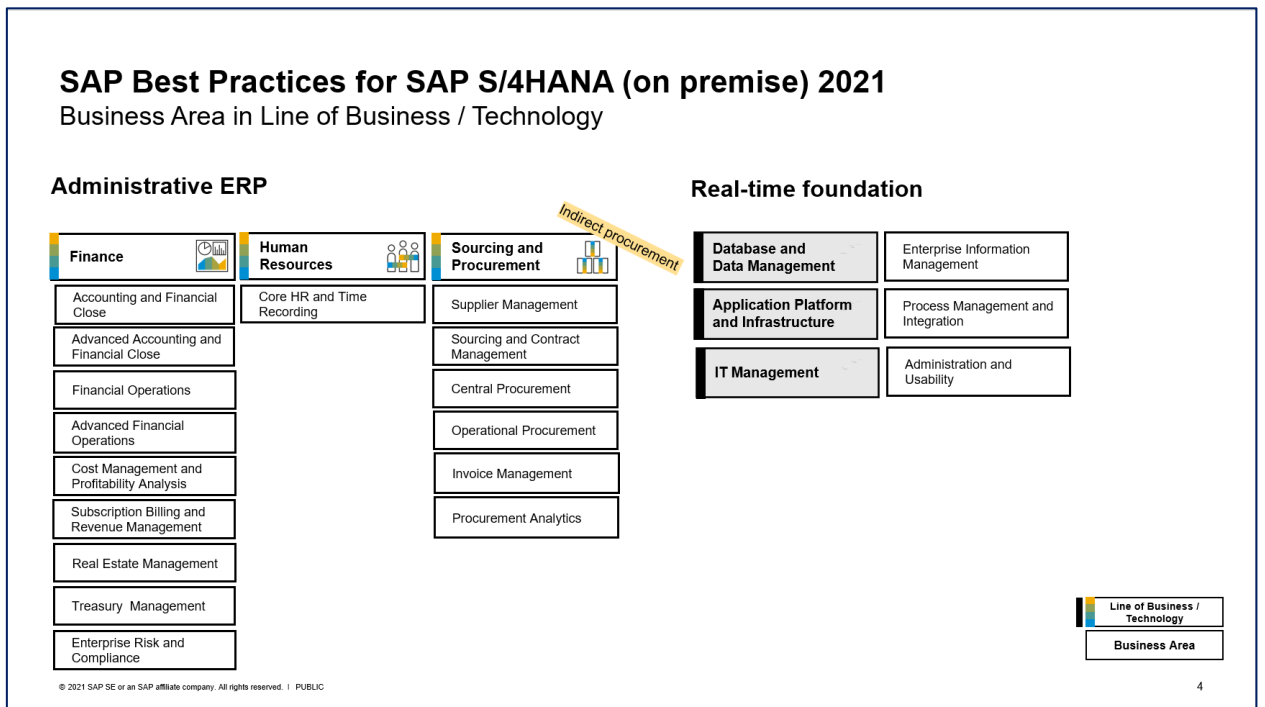 SAP Best Practices for SAP S/4HANA (on premise) 2021
Business Area in Line of Business / Technology
Administrative ERP
Finance
Accounting and Financial
Close
Advanced Accounting and
Financial Close
Financial Operations
Advanced Financial
Operations
Cost Management and
Profitability Analysis
Subscription Billing and
Revenue Management
Real Estate Management
Treasury Management
Enterprise Risk and
Compliance
Human
Resources
Core HR and Time
Recording
Sourcing and
Procurement
Indirect procurement
Supplier Management
Sourcing and Contract
Management
Central Procurement
Operational Procurement
Invoice Management
Procurement Analytics
Real-time foundation
Database and
Data Management
Enterprise Information
Management
Application Platform
and Infrastructure
Process Management and
Integration
IT Management
Administration and
Usability
Line of Business /
Technology
Business Area
© 2021 SAP SE or an SAP affiliate company. All rights reserved. I PUBLIC
4